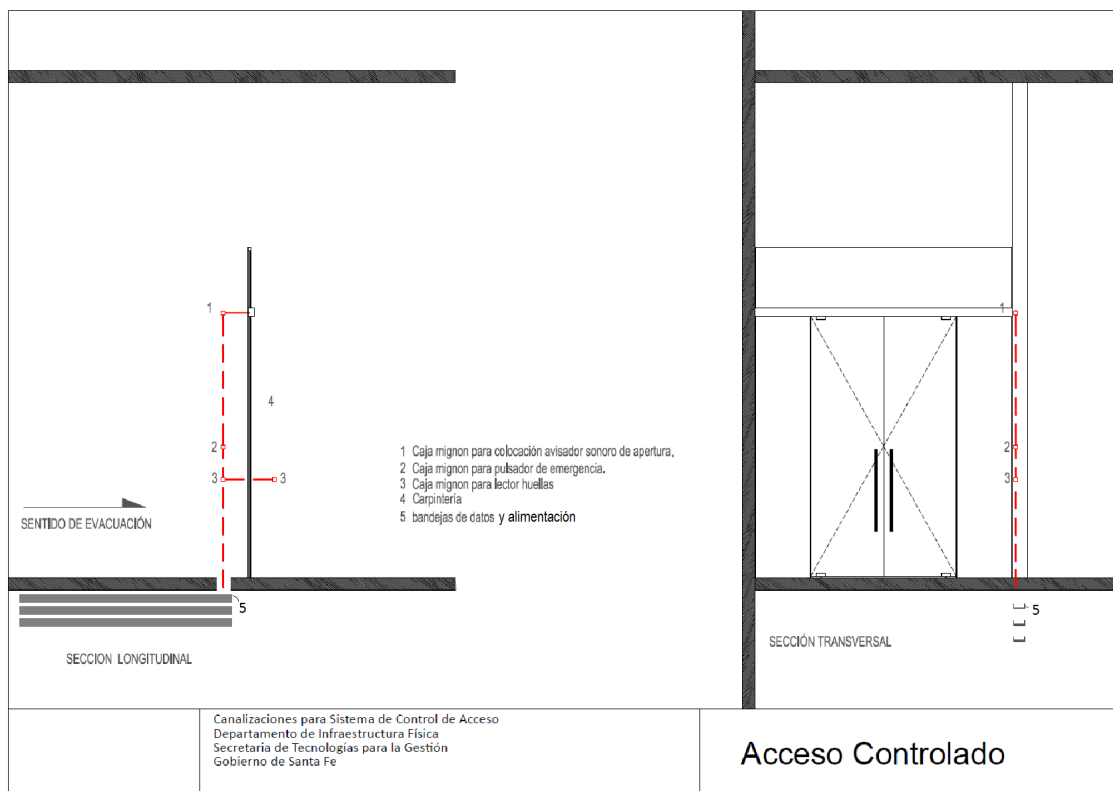 1
2
3
3
4
5
SENTIDO DE EVACUACIÓN
SECCION LONGITUDINAL
1 Caja mignon para colocación avisador sonoro de apertura,
2 Caja mignon para pulsador de emergencia.
3 Caja mignon para lector huellas
4 Carpintería
5 bandejas de datos y alimentación
1
2
3
5
SECCIÓN TRANSVERSAL
Canalizaciones para Sistema de Control de Acceso
Departamento de Infraestructura Física
Secretaria de Tecnologías para la Gestión
Gobierno de Santa Fe
Acceso Controlado